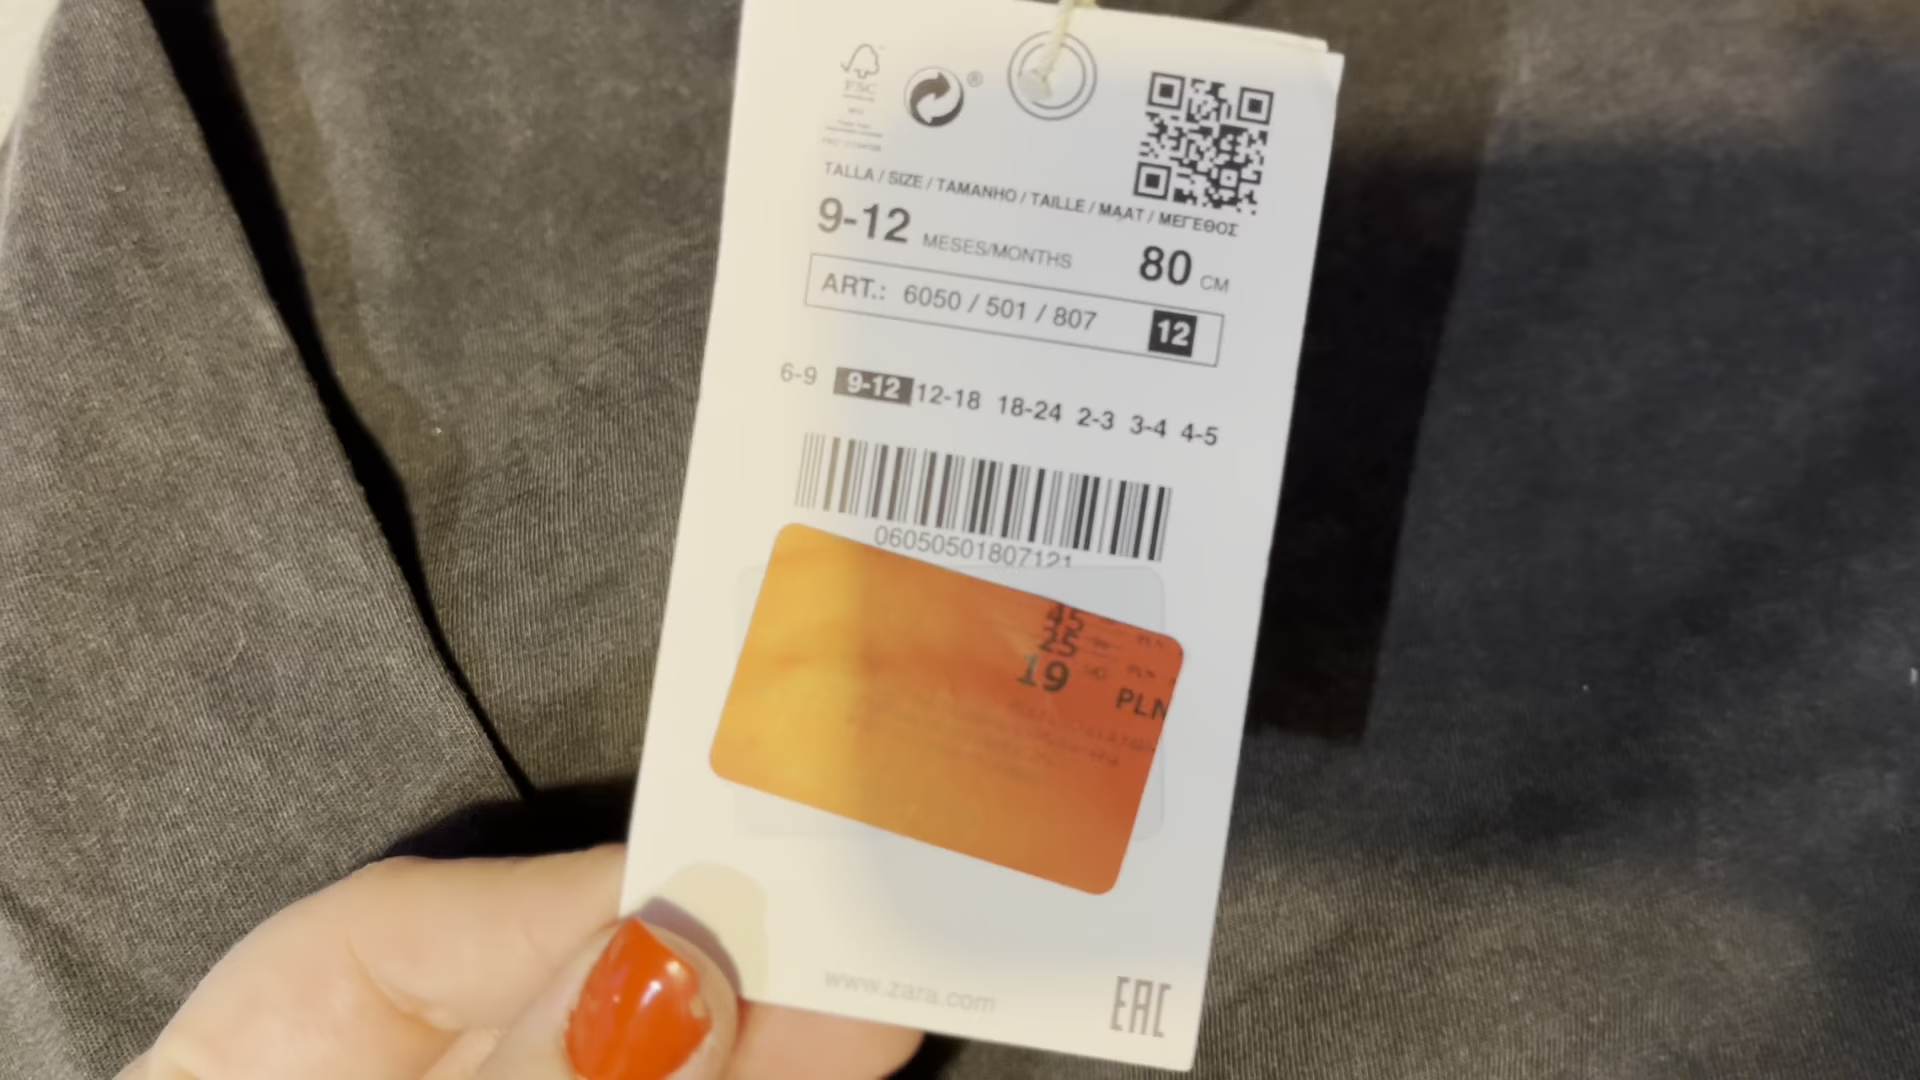 FSC
®
TALLA / SIZE / TAMANHO / TAILLE / MAAT / ΜΕΓΕΘΟΣ
9-12 MESES/MONTHS 80 CM
ART.: 6050 / 501 / 807 12
6-9 9-12 12-18 18-24 2-3 3-4 4-5
06050501807121
45
25
19
PLN
www.zara.com
EAC